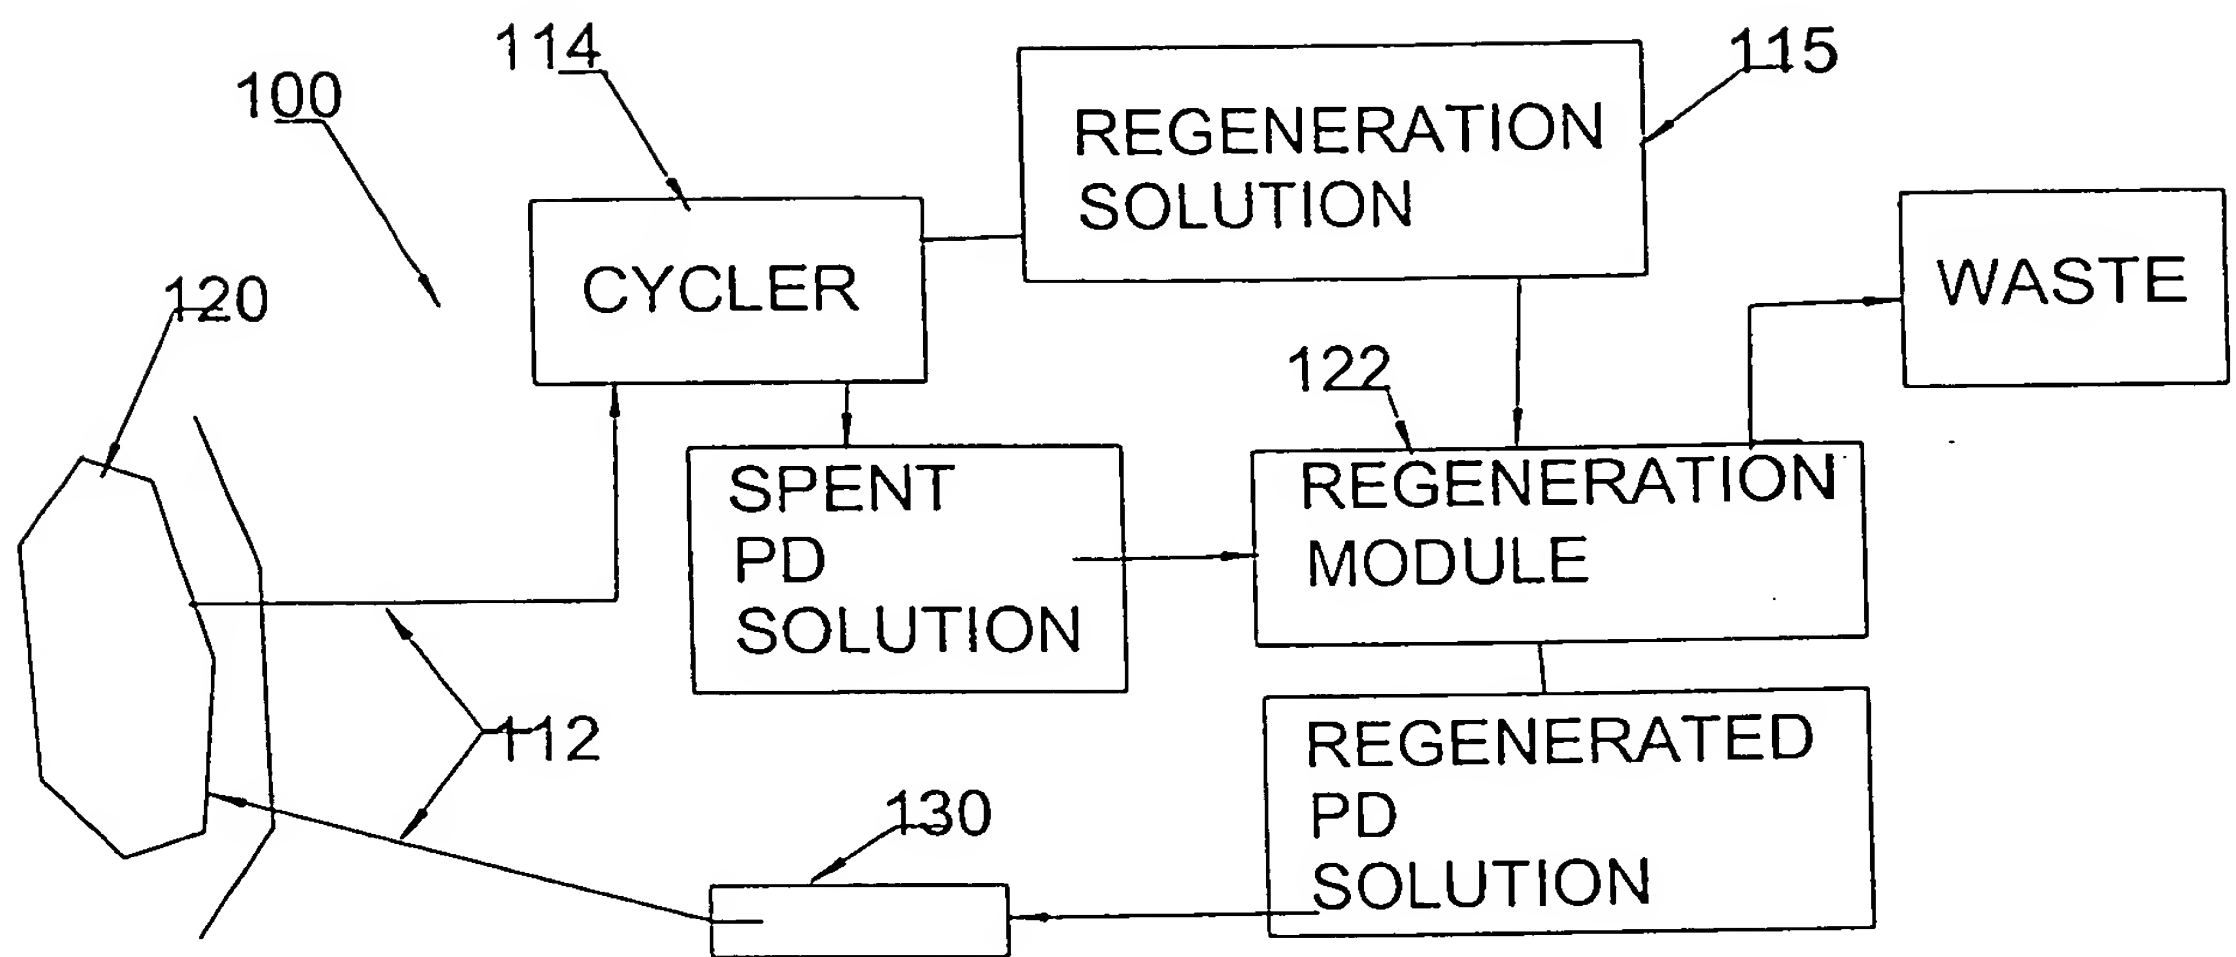 114
115
100
REGENERATION
SOLUTION
120
CYCLER
WASTE
122
SPENT
PD
SOLUTION
REGENERATION
MODULE
112
130
REGENERATED
PD
SOLUTION